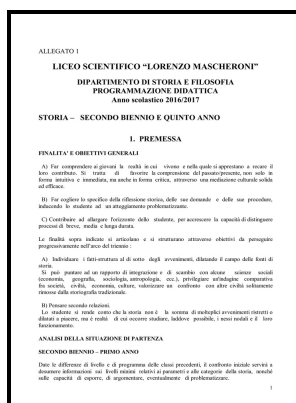 ALLEGATO 1
LICEO SCIENTIFICO “LORENZO MASCHERONI”
DIPARTIMENTO DI STORIA E FILOSOFIA
PROGRAMMAZIONE DIDATTICA
Anno scolastico 2016/2017
STORIA – SECONDO BIENNIO E QUINTO ANNO
1. PREMESSA
FINALITA’ E OBIETTIVI GENERALI
A) Far comprendere ai giovani la realtà in cui vivono e nella quale si apprestano a recare il
loro contributo. Si tratta di favorire la comprensione del passato/presente, non solo in
forma intuitiva e immediata, ma anche in forma critica, attraverso una mediazione culturale solida
ed efficace.
B) Far cogliere lo specifico della riflessione storica, delle sue domande e delle sue procedure,
inducendo lo studente ad un atteggiamento problematizzante.
C) Contribuire ad allargare l'orizzonte dello studente, per accrescere la capacità di distinguere
processi di breve, media e lunga durata.
Le finalità sopra indicate si articolano e si strutturano attraverso obiettivi da perseguire
progressivamente nell'arco del triennio :
A) Individuare i fatti-struttura al di sotto degli avvenimenti, dilatando il campo delle fonti di
storia.
Si può puntare ad un rapporto di integrazione e di scambio con alcune scienze sociali
(economia, geografia, sociologia, antropologia, ecc.), privilegiare un'indagine comparativa
fra società, civiltà, economia, culture, valorizzare un confronto con altre civiltà solitamente
rimosse dalla storiografia tradizionale.
B) Pensare secondo relazioni.
Lo studente si rende conto che la storia non è la somma di molteplici avvenimenti ristretti o
dilatati a piacere, ma è realtà di cui occorre studiare, laddove possibile, i nessi nodali e il loro
funzionamento.
ANALISI DELLA SITUAZIONE DI PARTENZA
SECONDO BIENNIO – PRIMO ANNO
Date le differenze di livello e di programma delle classi precedenti, il confronto iniziale servirà a
desumere informazioni sui livelli minimi relativi ai parametri e alle categorie della storia, nonché
sulle capacità di esporre, di argomentare, eventualmente di problematizzare.
1